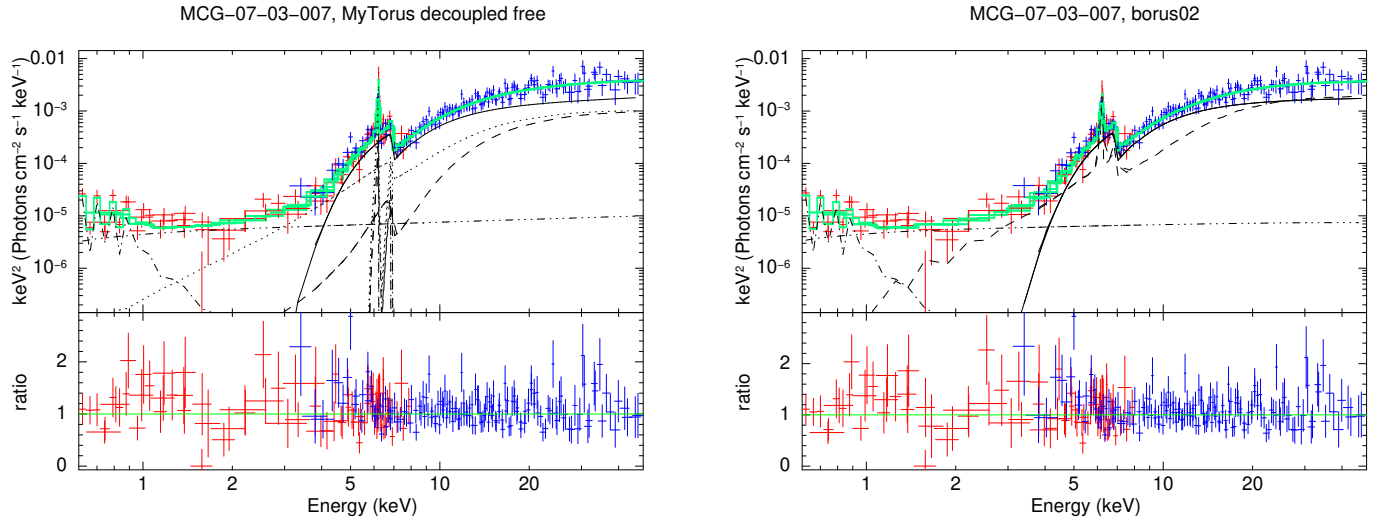 MCG−07−03−007, MyTorus decoupled free
keV² (Photons cm⁻² s⁻¹ keV⁻¹)
0.01
10⁻³
10⁻⁴
10⁻⁵
10⁻⁶
ratio
2
1
0
1 2 5 10 20
Energy (keV)
MCG−07−03−007, borus02
keV² (Photons cm⁻² s⁻¹ keV⁻¹)
0.01
10⁻³
10⁻⁴
10⁻⁵
10⁻⁶
ratio
2
1
0
1 2 5 10 20
Energy (keV)